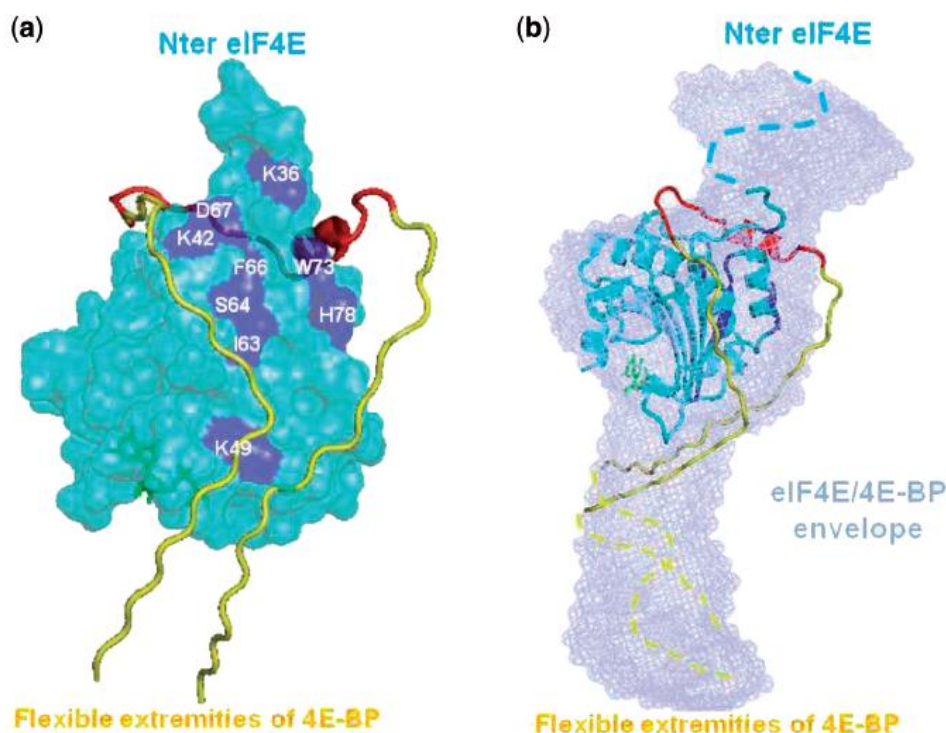 (a)
Nter eIF4E
K36
D67
K42
F66
W73
S64
H78
I63
K49
Flexible extremities of 4E-BP
(b)
Nter eIF4E
eIF4E/4E-BP
envelope
Flexible extremities of 4E-BP